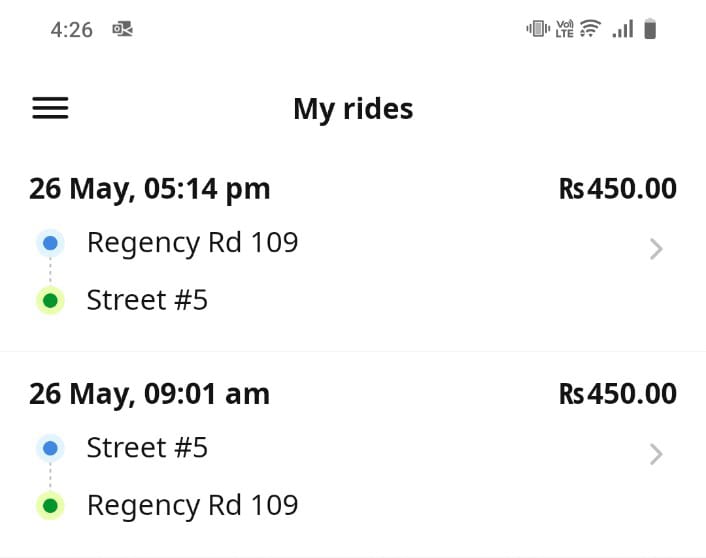 4:26
Vo) LTE
My rides
26 May, 05:14 pm Rs450.00
Regency Rd 109
Street #5
26 May, 09:01 am Rs450.00
Street #5
Regency Rd 109